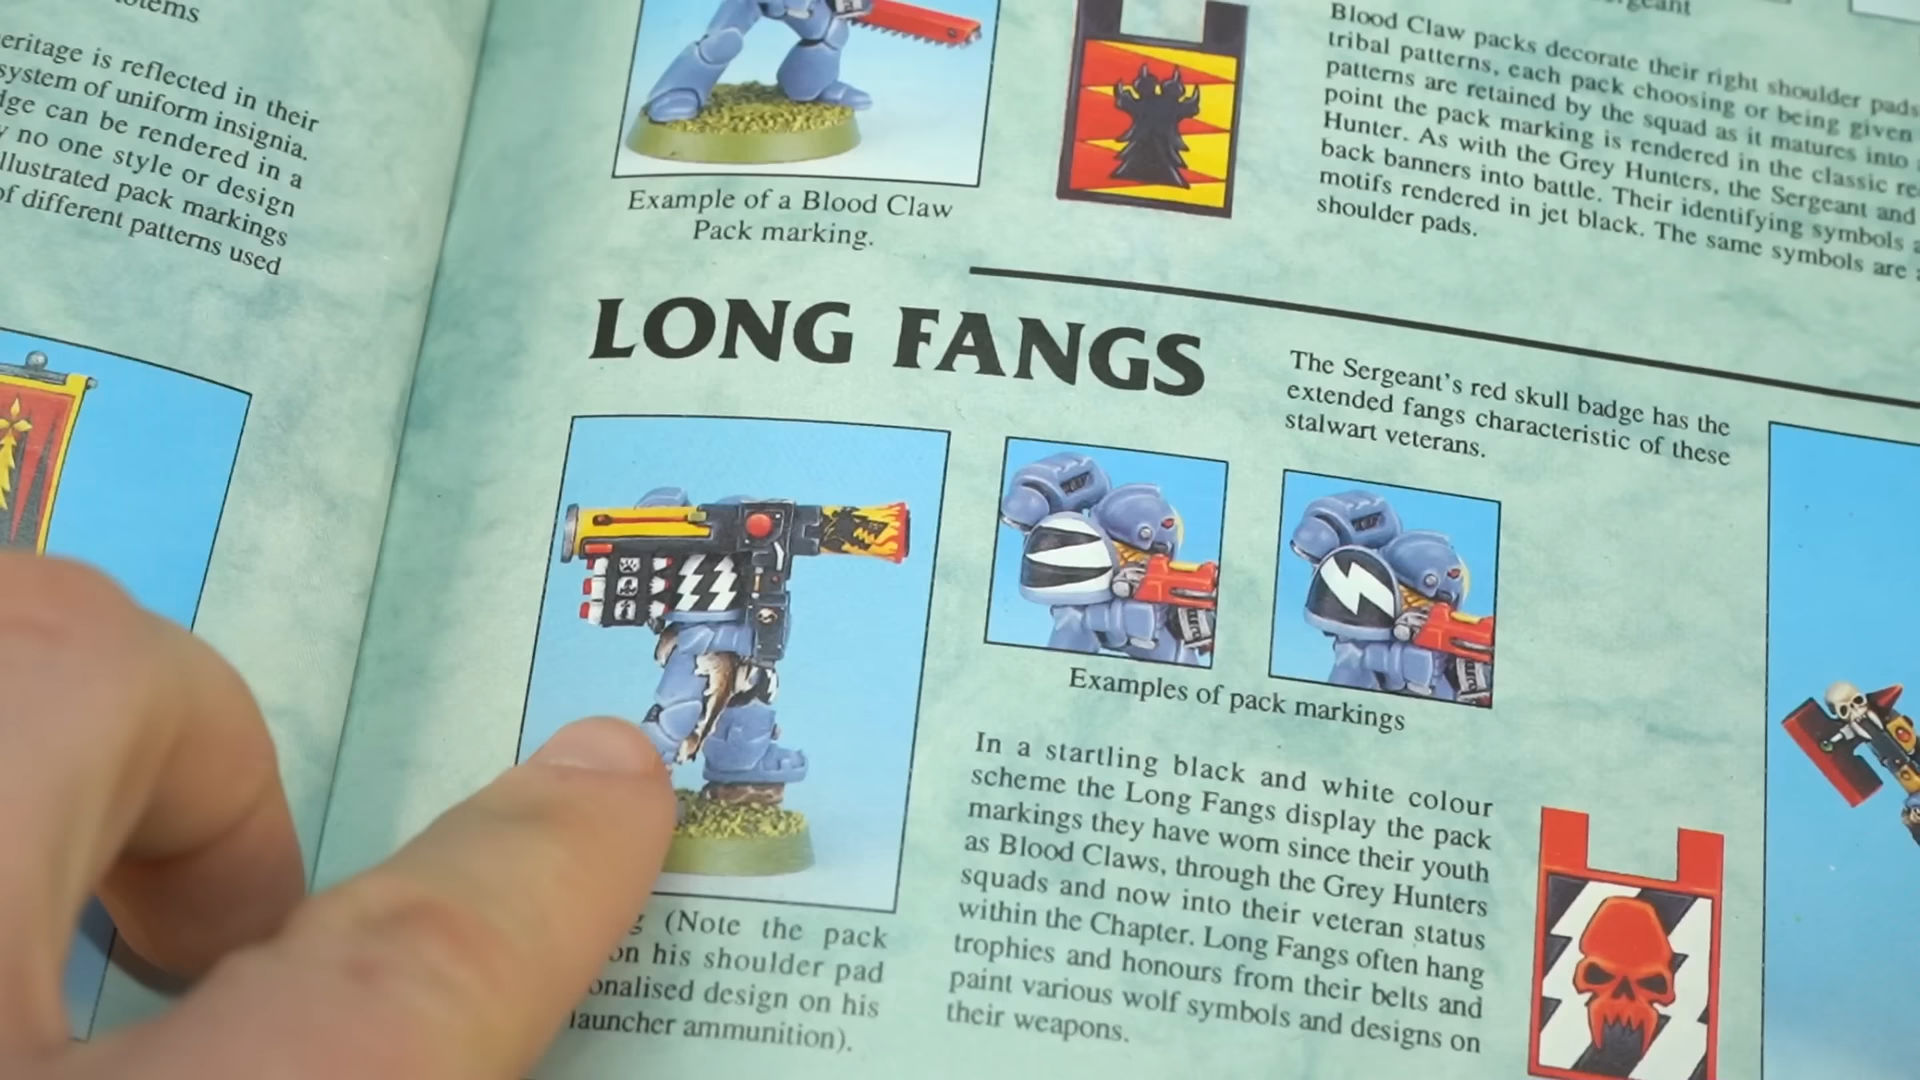 eritage is reflected in their
system of uniform insignia.
dge can be rendered in a
no one style or design
llustrated pack markings
of different patterns used
Example of a Blood Claw
Pack marking.
Blood Claw packs decorate their right shoulder pads
tribal patterns, each pack choosing or being given
patterns are retained by the squad as it matures into
point the pack marking is rendered in the classic
Hunter. As with the Grey Hunters, the Sergeant and
back banners into battle. Their identifying symbols
motifs rendered in jet black. The same symbols are
shoulder pads.
LONG FANGS
The Sergeant's red skull badge has the
extended fangs characteristic of these
stalwart veterans.
Examples of pack markings
In a startling black and white colour
scheme the Long Fangs display the pack
markings they have worn since their youth
as Blood Claws, through the Grey Hunters
squads and now into their veteran status
within the Chapter. Long Fangs often hang
trophies and honours from their belts and
paint various wolf symbols and designs on
their weapons.
g (Note the pack
on his shoulder pad
onalised design on his
launcher ammunition).